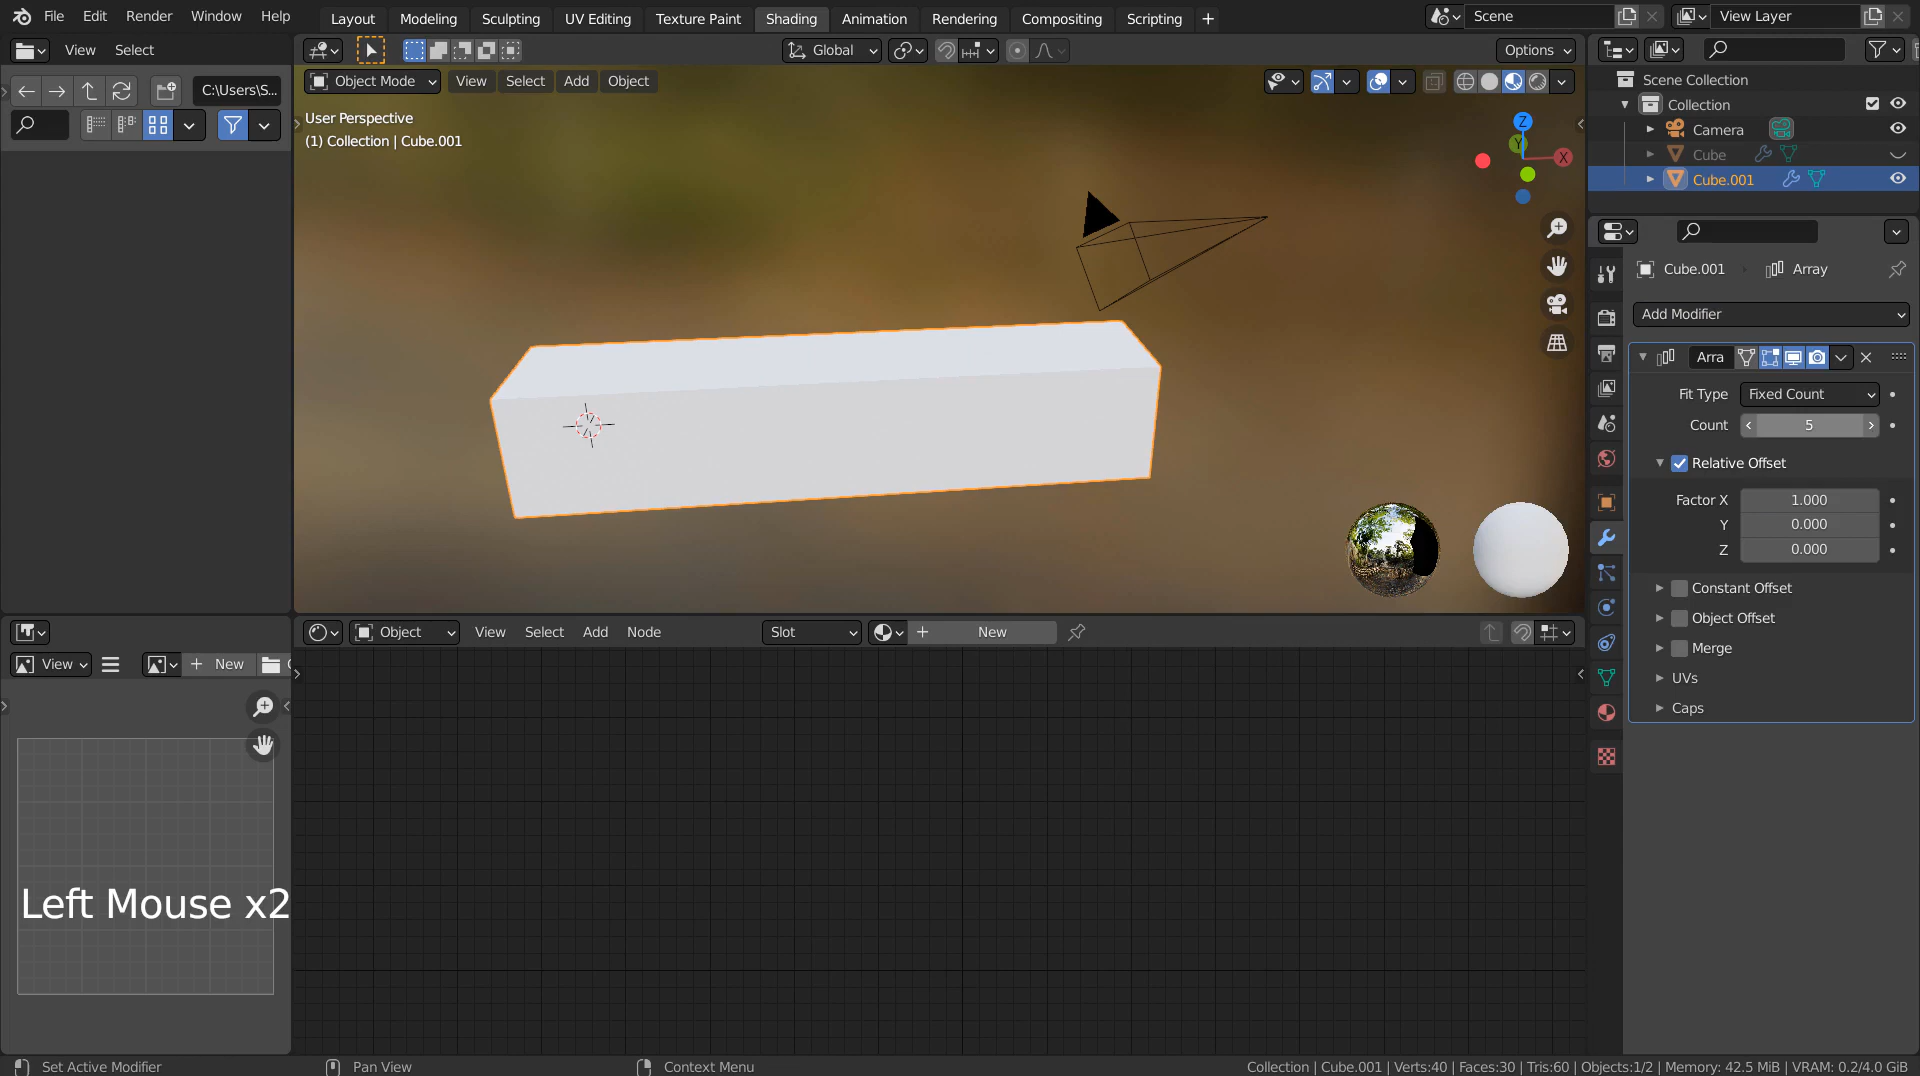 File Edit Render Window Help
Layout Modeling Sculpting UV Editing Texture Paint Shading Animation Rendering Compositing Scripting +
Scene
View Layer
View Select
Global
Options
C:\Users\S...
Object Mode View Select Add Object
User Perspective
(1) Collection | Cube.001
Z
Y
X
Scene Collection
Collection
Camera
Cube
Cube.001
Cube.001 Array
Add Modifier
Arra
Fit Type Fixed Count
Count 5
Relative Offset
Factor X 1.000
Y 0.000
Z 0.000
Constant Offset
Object Offset
Merge
UVs
Caps
Object View Select Add Node
Slot
New
View
New
Left Mouse x2
Set Active Modifier
Pan View
Context Menu
Collection | Cube.001 | Verts:40 | Faces:30 | Tris:60 | Objects:1/2 | Memory: 42.5 MiB | VRAM: 0.2/4.0 GiB